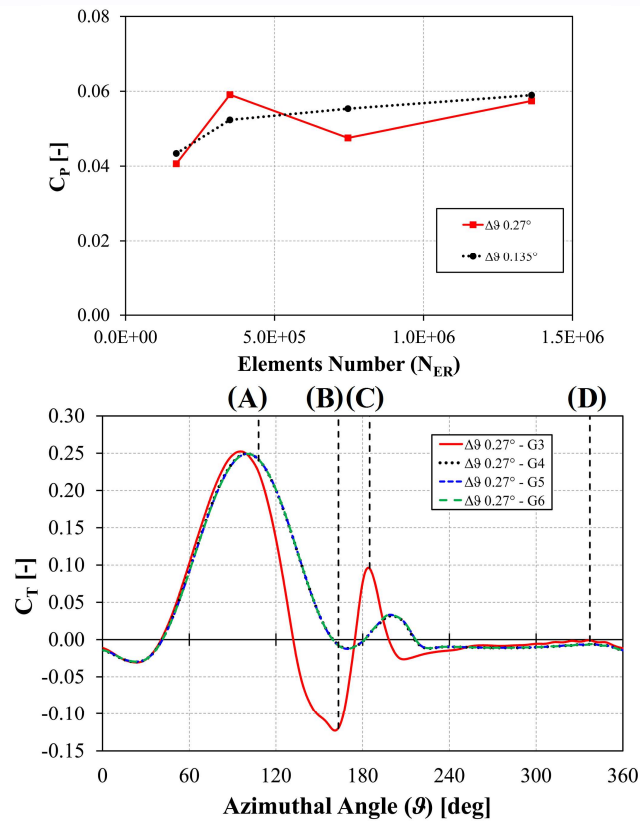 0.08
0.06
0.04
0.02
0.00
C_P [-]
Δϑ 0.27°
Δϑ 0.135°
0.0E+00 5.0E+05 1.0E+06 1.5E+06
Elements Number (N_ER)
(A) (B) (C) (D)
0.30
0.25
0.20
0.15
0.10
0.05
0.00
-0.05
-0.10
-0.15
C_T [-]
Δϑ 0.27° - G3
Δϑ 0.27° - G4
Δϑ 0.27° - G5
Δϑ 0.27° - G6
0 60 120 180 240 300 360
Azimuthal Angle (ϑ) [deg]